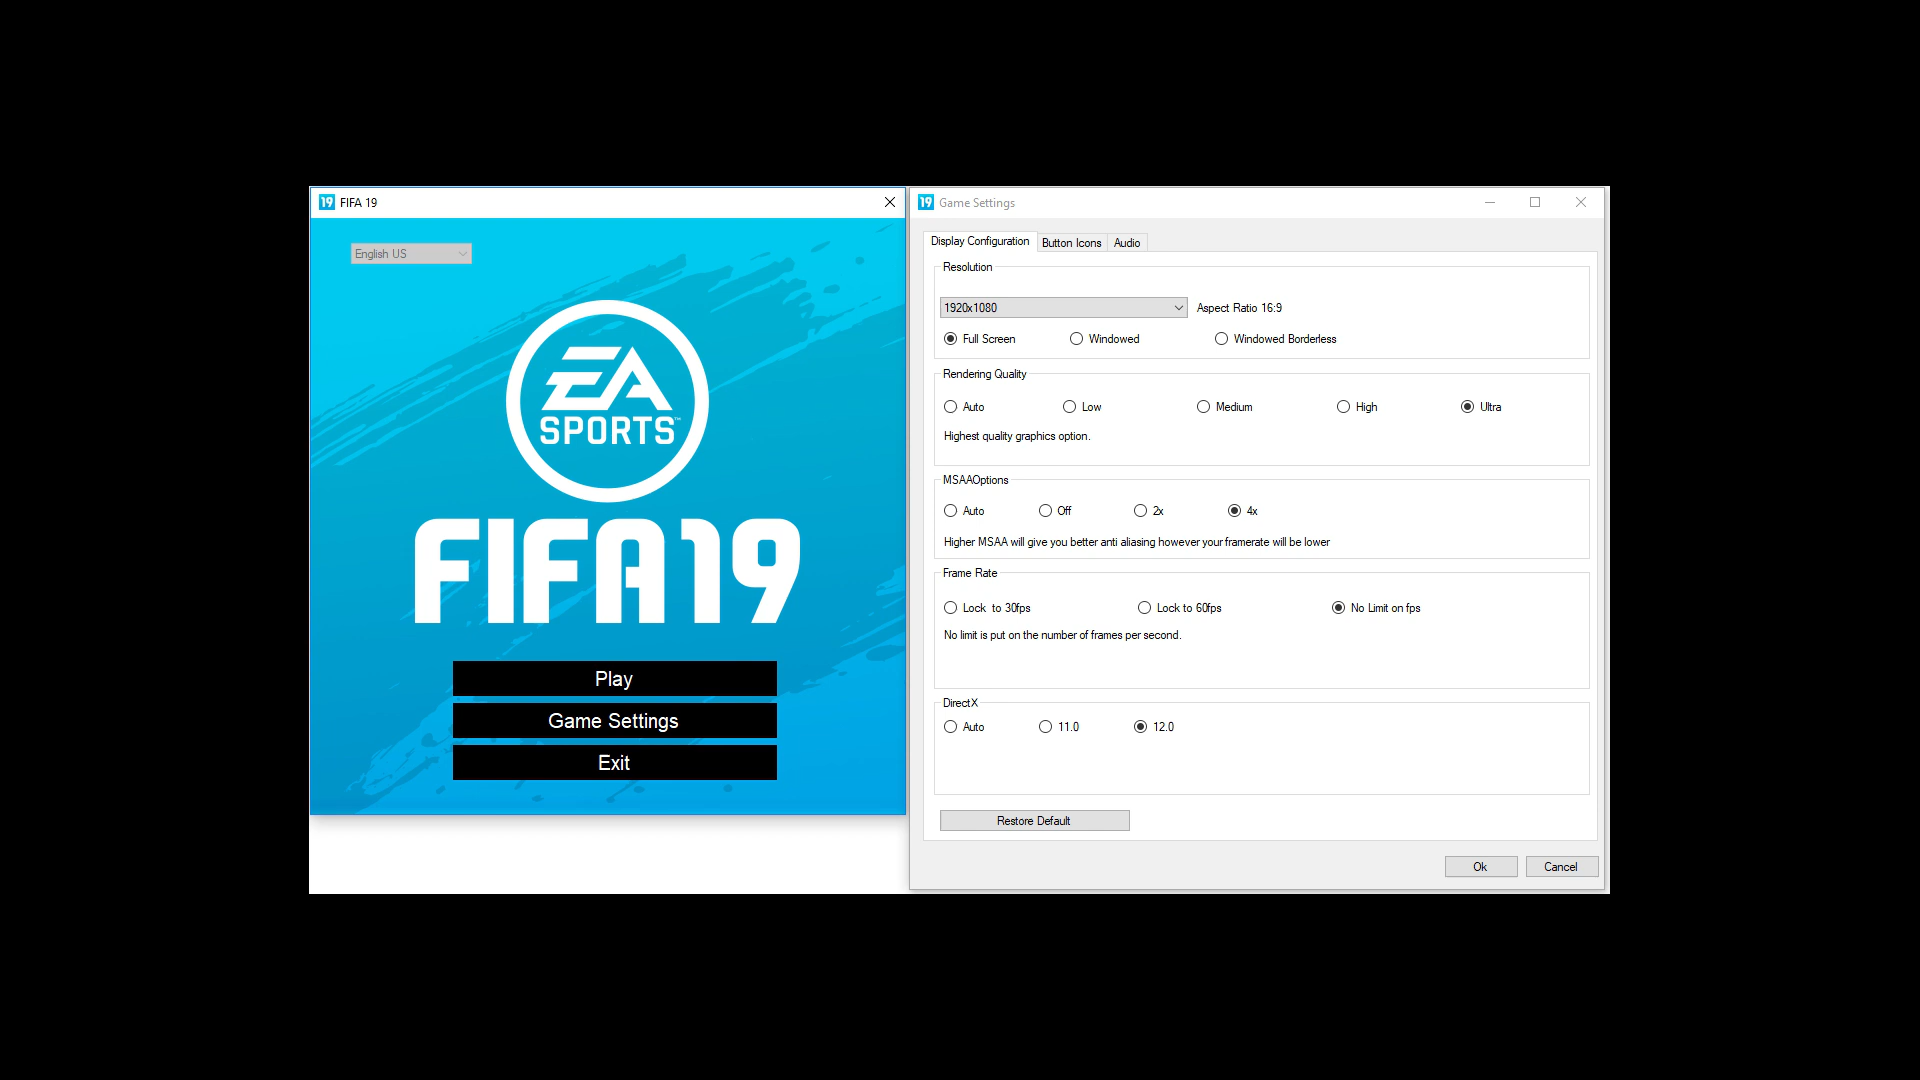 19 FIFA 19
English US
EA
SPORTS™
FIFA19
Play
Game Settings
Exit
19 Game Settings
Display Configuration Button Icons Audio
Resolution
1920x1080 Aspect Ratio 16:9
Full Screen Windowed Windowed Borderless
Rendering Quality
Auto Low Medium High Ultra
Highest quality graphics option.
MSAAOptions
Auto Off 2x 4x
Higher MSAA will give you better anti aliasing however your framerate will be lower
Frame Rate
Lock to 30fps Lock to 60fps No Limit on fps
No limit is put on the number of frames per second.
DirectX
Auto 11.0 12.0
Restore Default
Ok Cancel